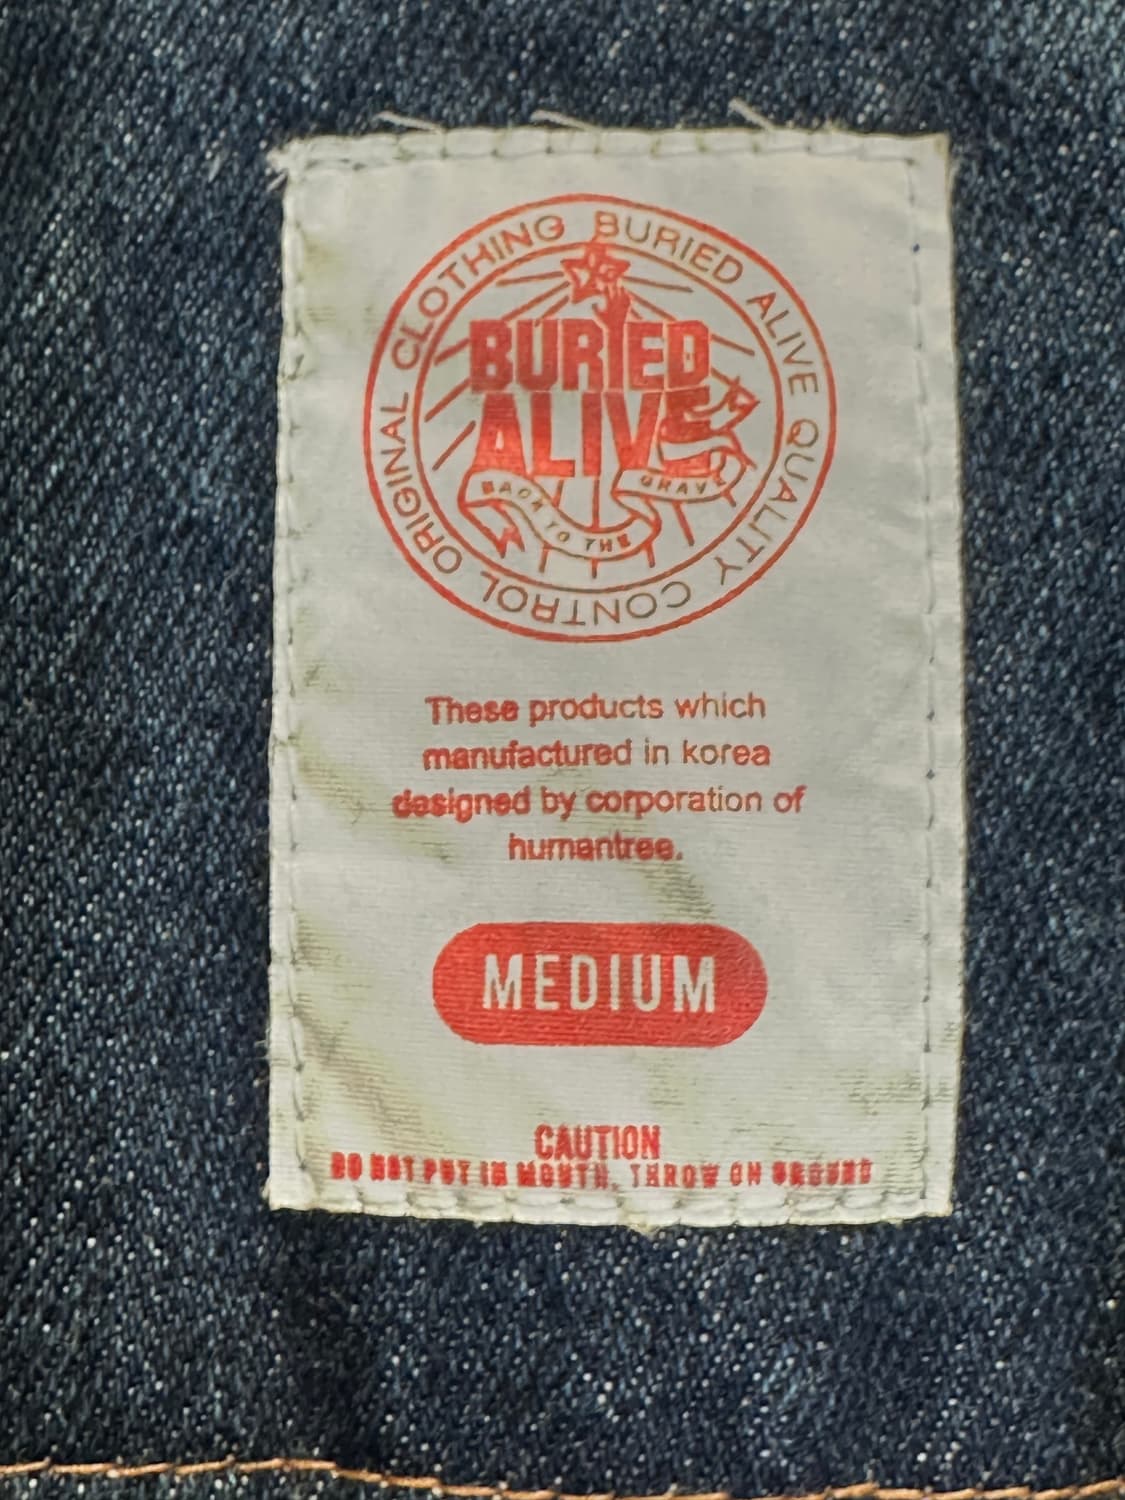 ORIGINAL CLOTHING BURIED ALIVE QUALITY CONTROL
BURIED
ALIVE
BACK TO THE GRAVE
These products which
manufactured in korea
designed by corporation of
humantree.
MEDIUM
CAUTION
DO NOT PUT IN MOUTH, THROW ON GROUND